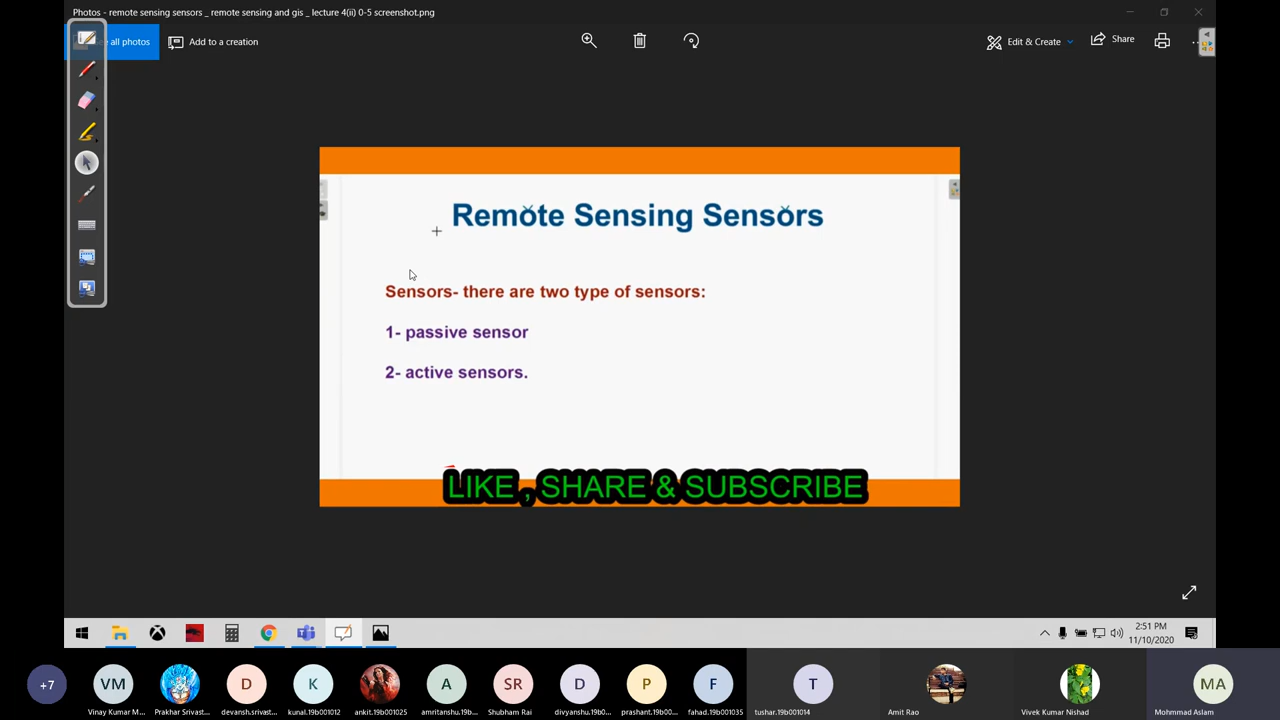 Photos - remote sensing sensors _ remote sensing and gis _ lecture 4(ii) 0-5 screenshot.png
all photos
Add to a creation
Edit & Create
Share
Remote Sensing Sensors
Sensors- there are two type of sensors:
1- passive sensor
2- active sensors.
LIKE , SHARE & SUBSCRIBE
2:51 PM
11/10/2020
+7
VM
D
K
A
SR
D
P
F
T
MA
Vinay Kumar M...
Prakhar Srivast...
devansh.srivast...
kunal.19b001012
ankit.19b001025
amritanshu.19b...
Shubham Rai
divyanshu.19b0...
prashant.19b00...
fahad.19b001035
tushar.19b001014
Amit Rao
Vivek Kumar Nishad
Mohmmad Aslam